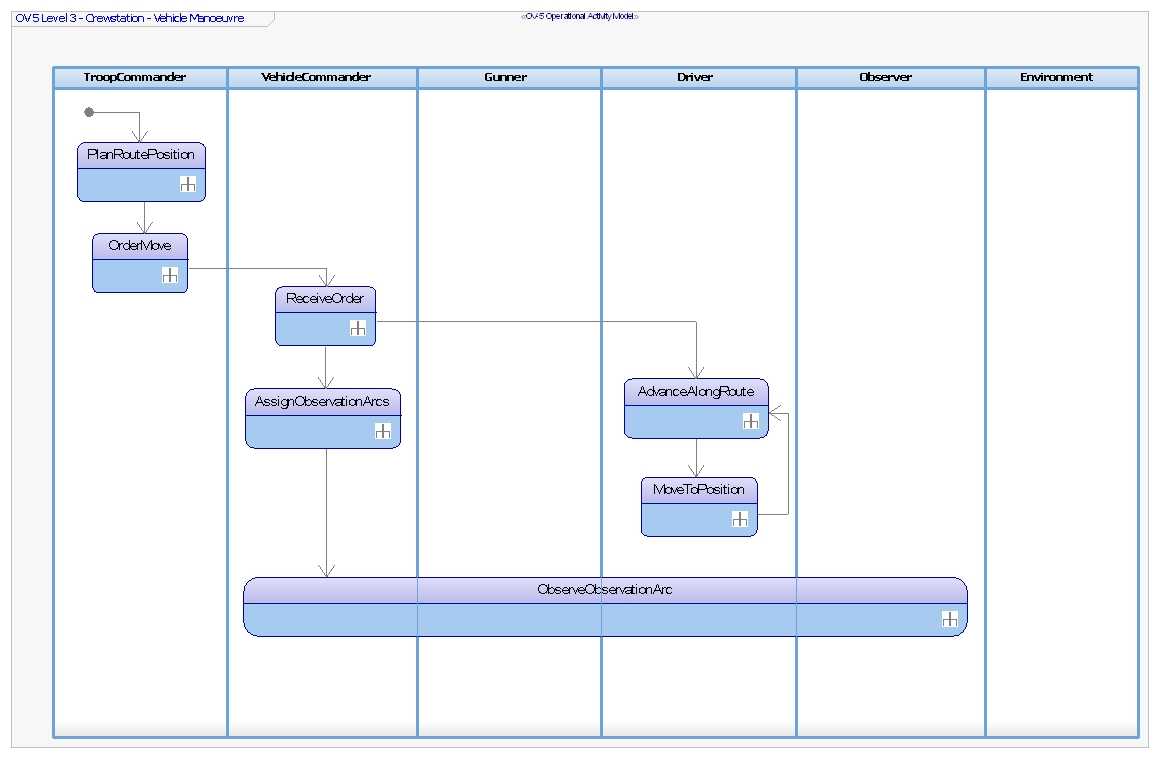 OV5 Level 3 - Crewstation - Vehicle Manoeuvre
«OV-5 Operational Activity Model»
TroopCommander
VehicleCommander
Gunner
Driver
Observer
Environment
PlanRoutePosition
OrderMove
ReceiveOrder
AssignObservationArcs
AdvanceAlongRoute
MoveToPosition
ObserveObservationArc